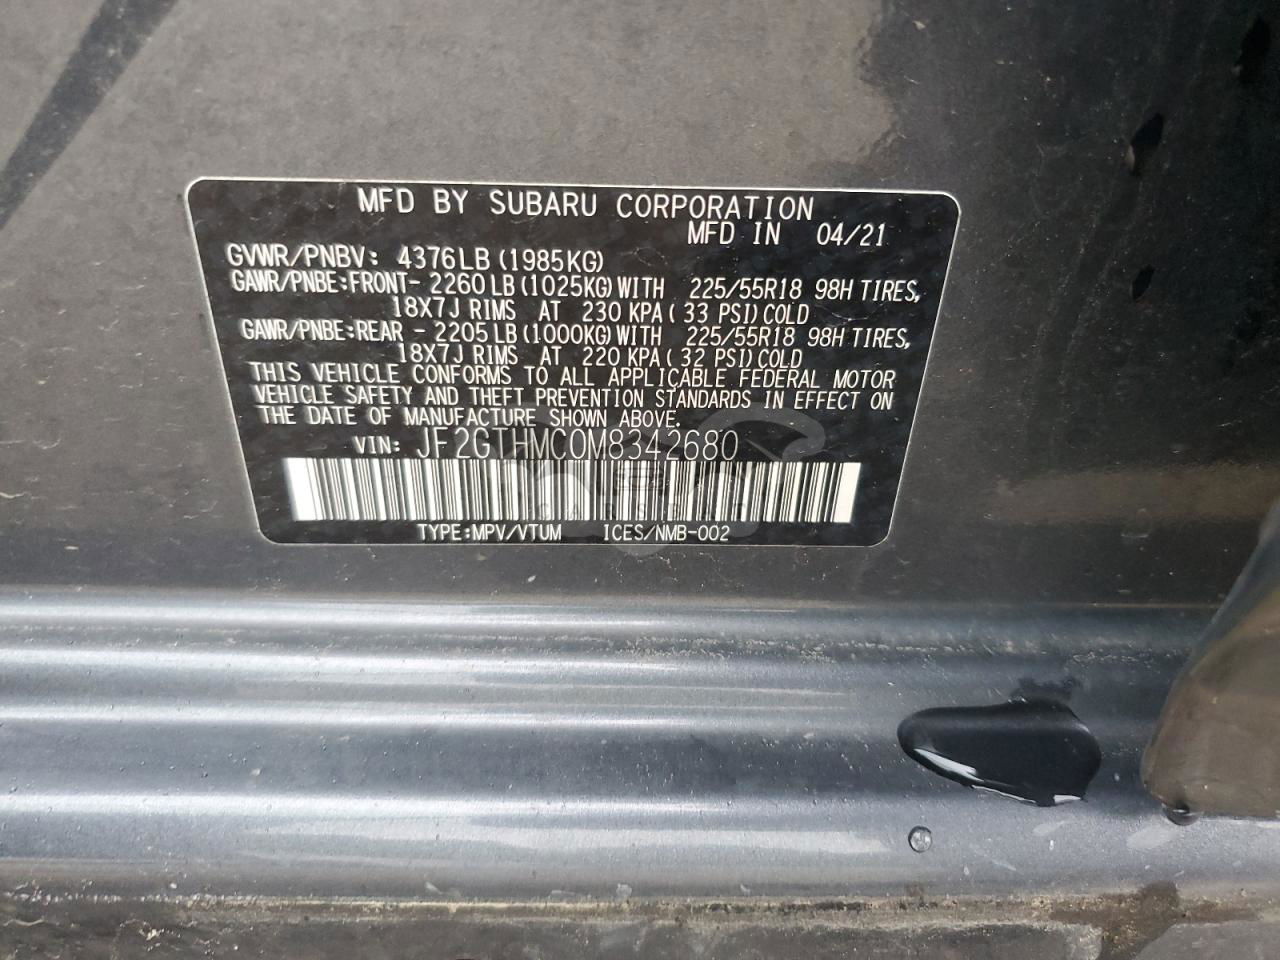 MFD BY SUBARU CORPORATION
MFD IN 04/21
GVWR/PNBV: 4376LB (1985KG)
GAWR/PNBE:FRONT- 2260LB (1025KG) WITH 225/55R18 98H TIRES,
18X7J RIMS AT 230 KPA ( 33 PSI) COLD
GAWR/PNBE:REAR - 2205LB (1000KG) WITH 225/55R18 98H TIRES,
18X7J RIMS AT 220 KPA ( 32 PSI) COLD
THIS VEHICLE CONFORMS TO ALL APPLICABLE FEDERAL MOTOR
VEHICLE SAFETY AND THEFT PREVENTION STANDARDS IN EFFECT ON
THE DATE OF MANUFACTURE SHOWN ABOVE.
VIN: JF2GTHMC0M8342680
TYPE:MPV/VTUM ICES/NMB-002